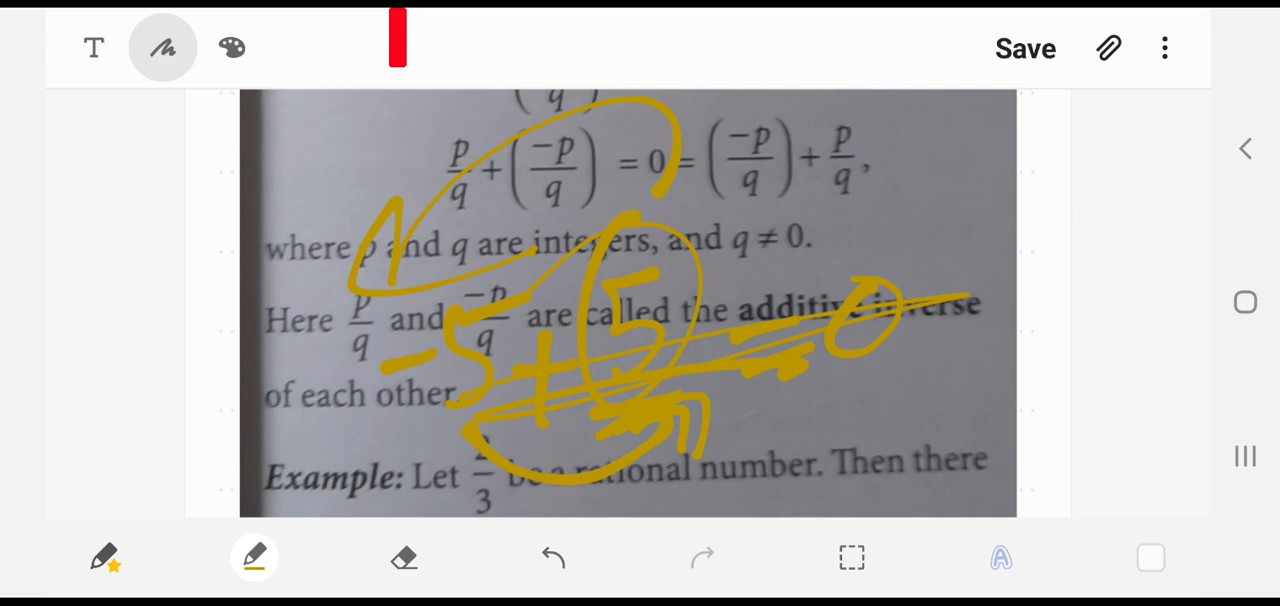 T Save
( q )
p/q + (-p/q) = 0 = (-p/q) + p/q,
where p and q are integers, and q ≠ 0.
Here p/q and -p/q are called the additive inverse
-5 + 5 = 0
of each other.
Example: Let 2/3 be a rational number. Then there